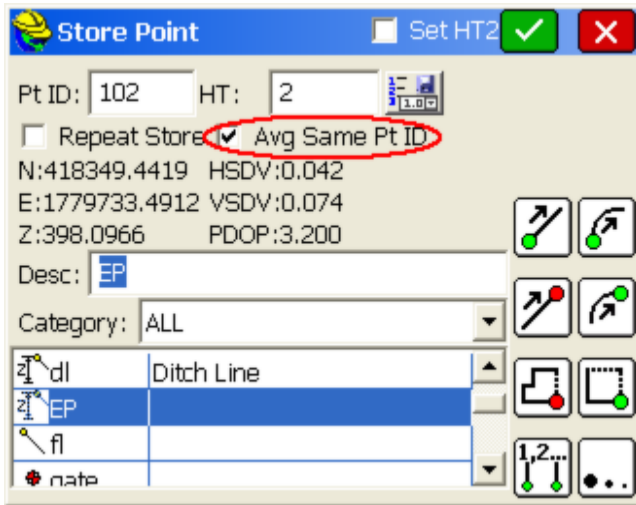 Store Point Set HT2
Pt ID: 102 HT: 2
Repeat Store Avg Same Pt ID
N:418349.4419 HSDV:0.042
E:1779733.4912 VSDV:0.074
Z:398.0966 PDOP:3.200
Desc: EP
Category: ALL
dl Ditch Line
EP
fl
gate
1,2...